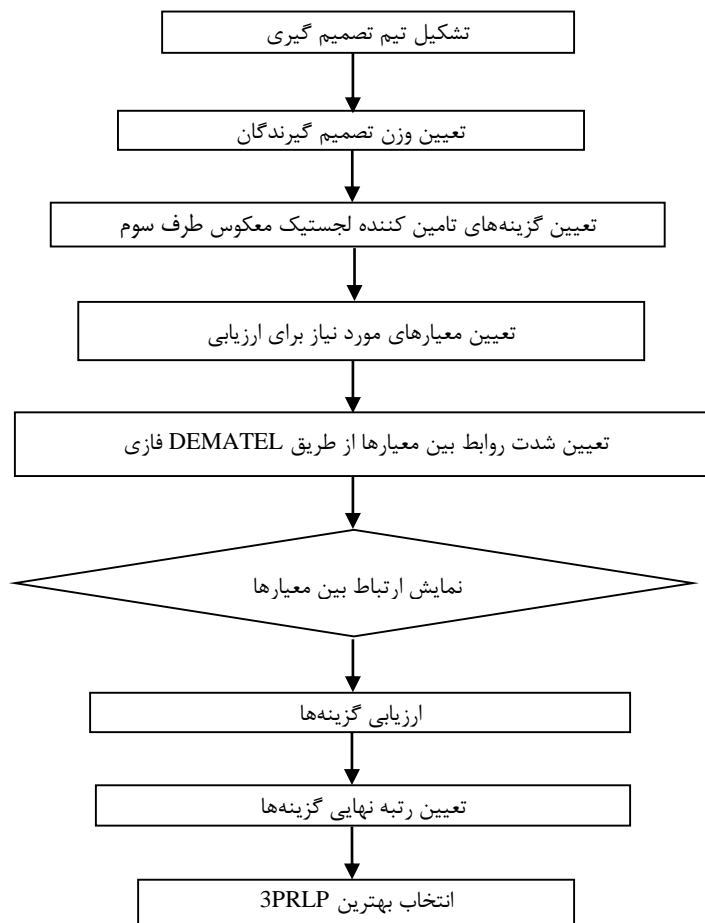 تشکیل تیم تصمیم گیری
تعیین وزن تصمیم گیرندگان
تعیین گزینه‌های تامین کننده لجستیک معکوس طرف سوم
تعیین معیارهای مورد نیاز برای ارزیابی
تعیین شدت روابط بین معیارها از طریق DEMATEL فازی
نمایش ارتباط بین معیارها
ارزیابی گزینه‌ها
تعیین رتبه نهایی گزینه‌ها
انتخاب بهترین 3PRLP